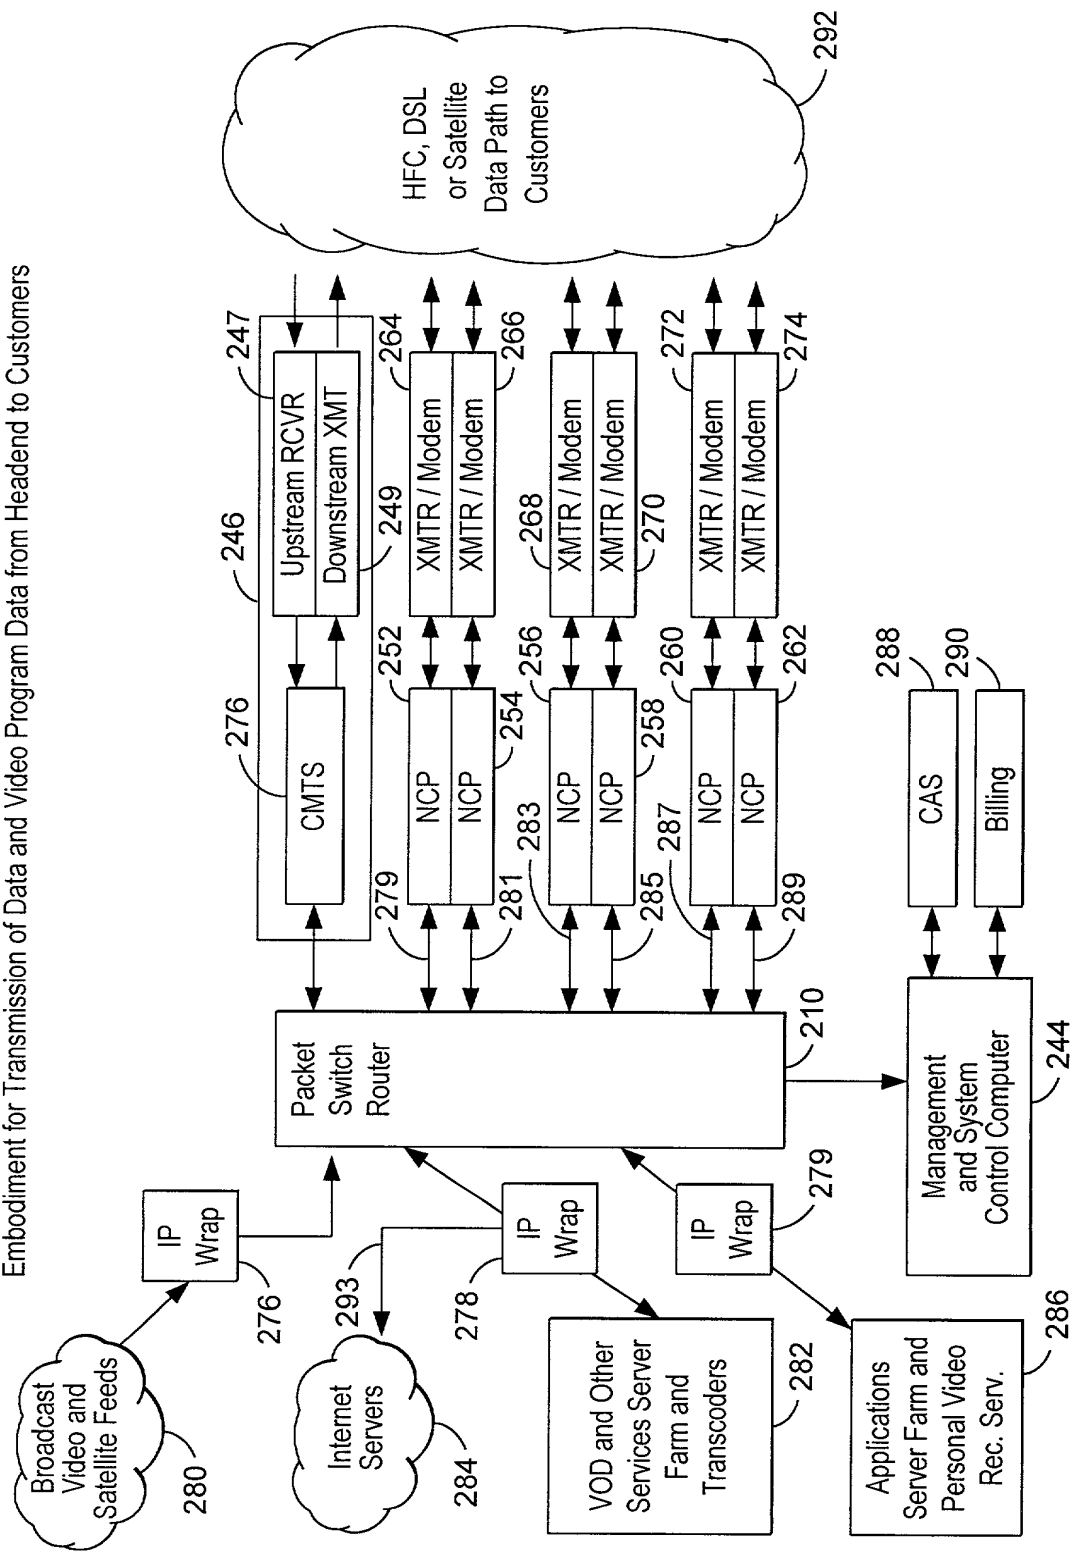 Embodiment for Transmission of Data and Video Program Data from Headend to Customers
Broadcast
Video and
Satellite Feeds
280
IP
Wrap
276
Internet
Servers
284
293
IP
Wrap
278
VOD and Other
Services Server
Farm and
Transcoders
282
IP
Wrap
279
Applications
Server Farm and
Personal Video
Rec. Serv.
286
Packet
Switch
Router
210
Management
and System
Control Computer
244
CAS
288
Billing
290
246
CMTS
276
Upstream RCVR
247
Downstream XMT
249
279
NCP
252
XMTR / Modem
264
281
NCP
254
XMTR / Modem
266
283
NCP
256
XMTR / Modem
268
285
NCP
258
XMTR / Modem
270
287
NCP
260
XMTR / Modem
272
289
NCP
262
XMTR / Modem
274
HFC, DSL
or Satellite
Data Path to
Customers
292